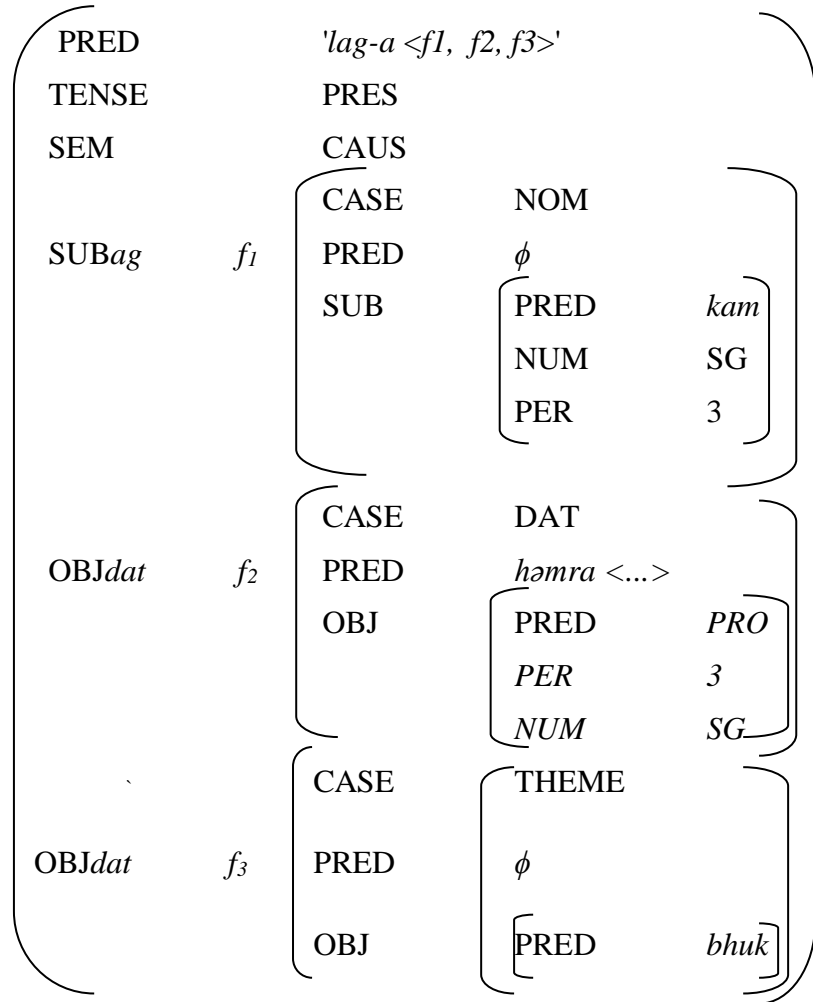 PRED 'lag-a <f1, f2, f3>'
TENSE PRES
SEM CAUS
CASE NOM
SUBag f1 PRED ϕ
SUB PRED kam
NUM SG
PER 3
CASE DAT
OBJdat f2 PRED həmra <...>
OBJ PRED PRO
PER 3
NUM SG
` CASE THEME
OBJdat f3 PRED ϕ
OBJ PRED bhuk